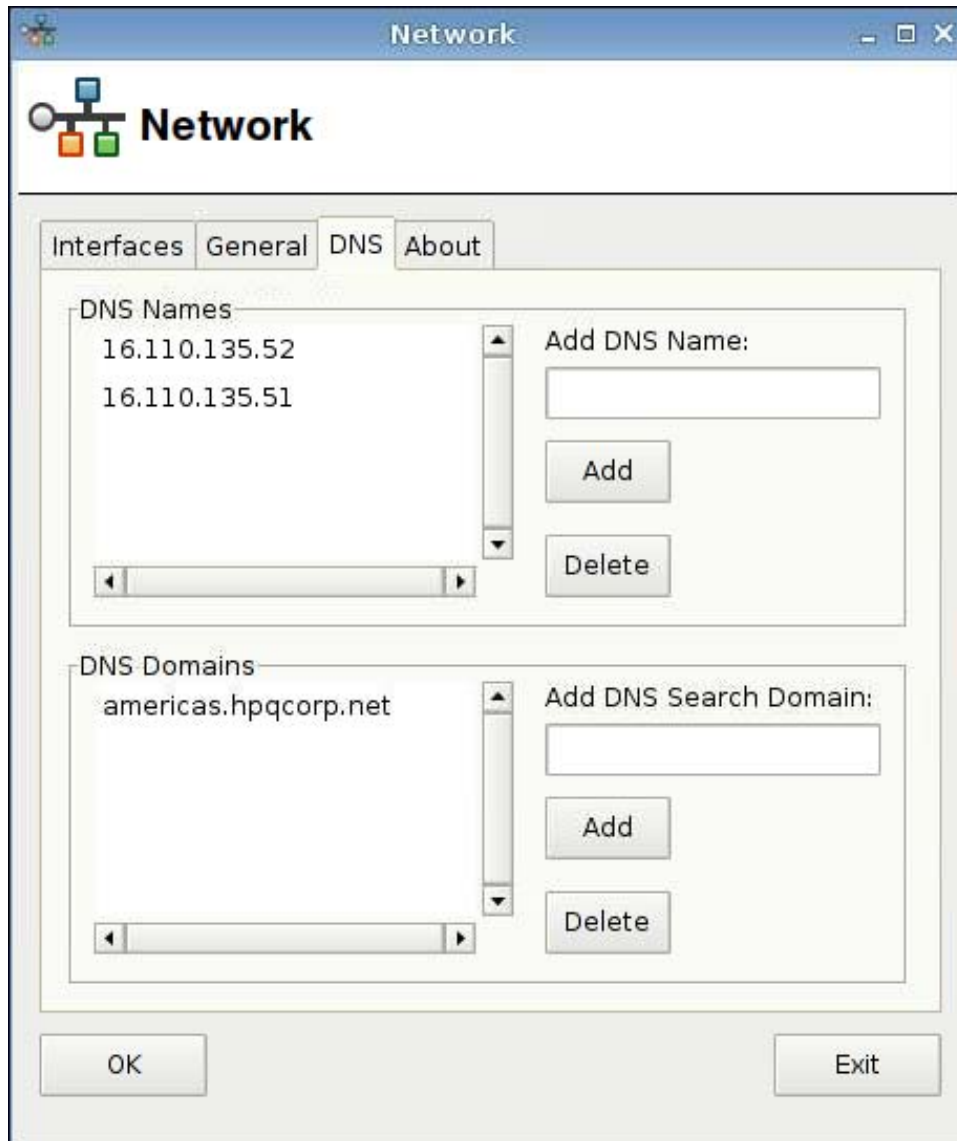 Network
Network
Interfaces General DNS About
DNS Names
16.110.135.52
16.110.135.51
Add DNS Name:
Add
Delete
DNS Domains
americas.hpqcorp.net
Add DNS Search Domain:
Add
Delete
OK
Exit